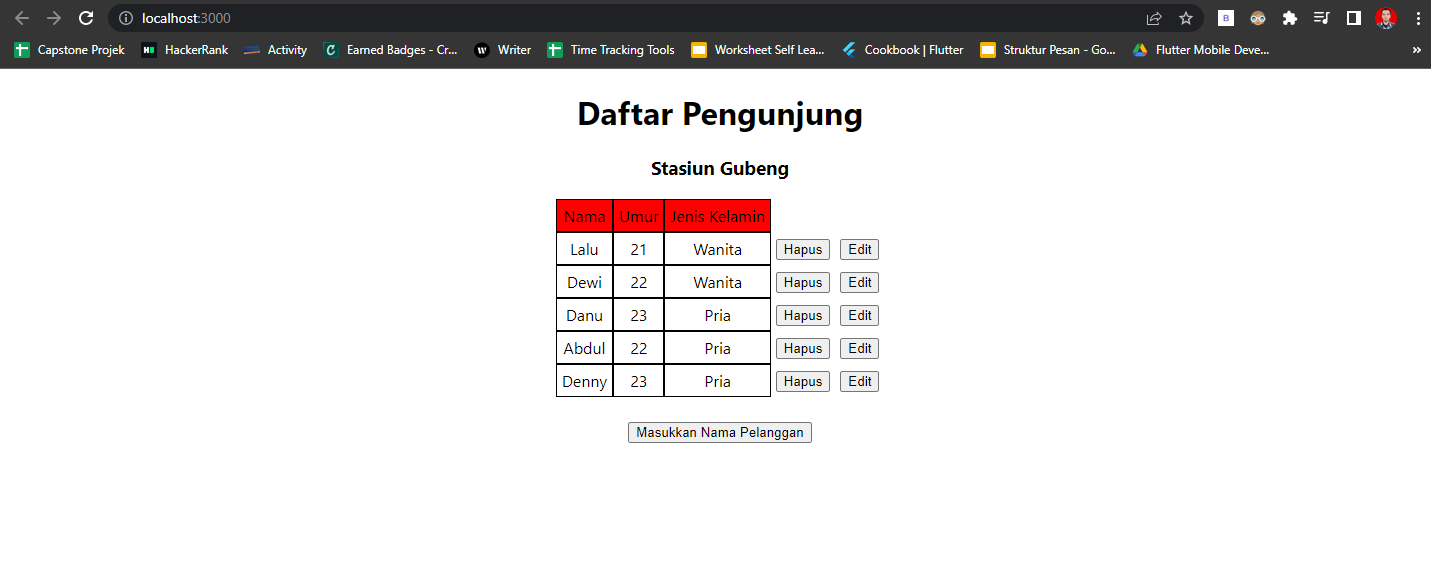 localhost:3000
Capstone Projek HackerRank Activity Earned Badges - Cr... Writer Time Tracking Tools Worksheet Self Lea... Cookbook | Flutter Struktur Pesan - Go... Flutter Mobile Deve... »
Daftar Pengunjung
Stasiun Gubeng
Nama Umur Jenis Kelamin
Lalu 21 Wanita Hapus Edit
Dewi 22 Wanita Hapus Edit
Danu 23 Pria Hapus Edit
Abdul 22 Pria Hapus Edit
Denny 23 Pria Hapus Edit
Masukkan Nama Pelanggan